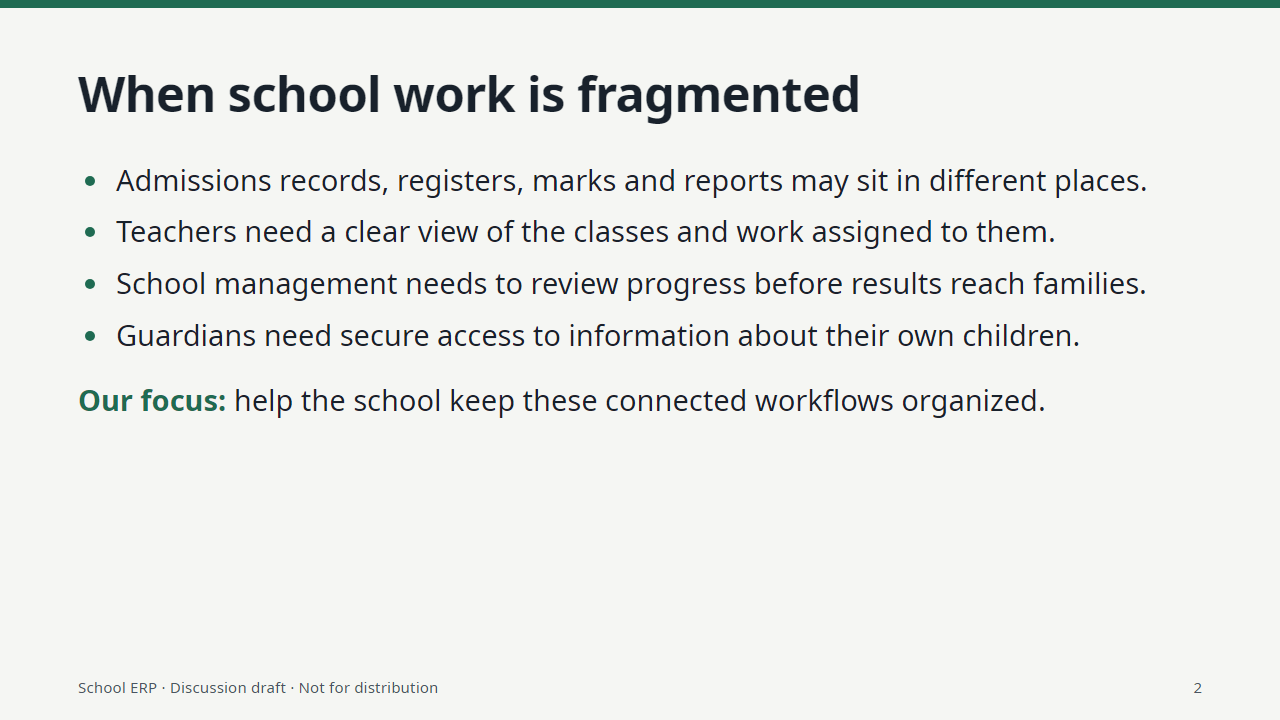 When school work is fragmented
• Admissions records, registers, marks and reports may sit in different places.
• Teachers need a clear view of the classes and work assigned to them.
• School management needs to review progress before results reach families.
• Guardians need secure access to information about their own children.
Our focus: help the school keep these connected workflows organized.
School ERP · Discussion draft · Not for distribution
2